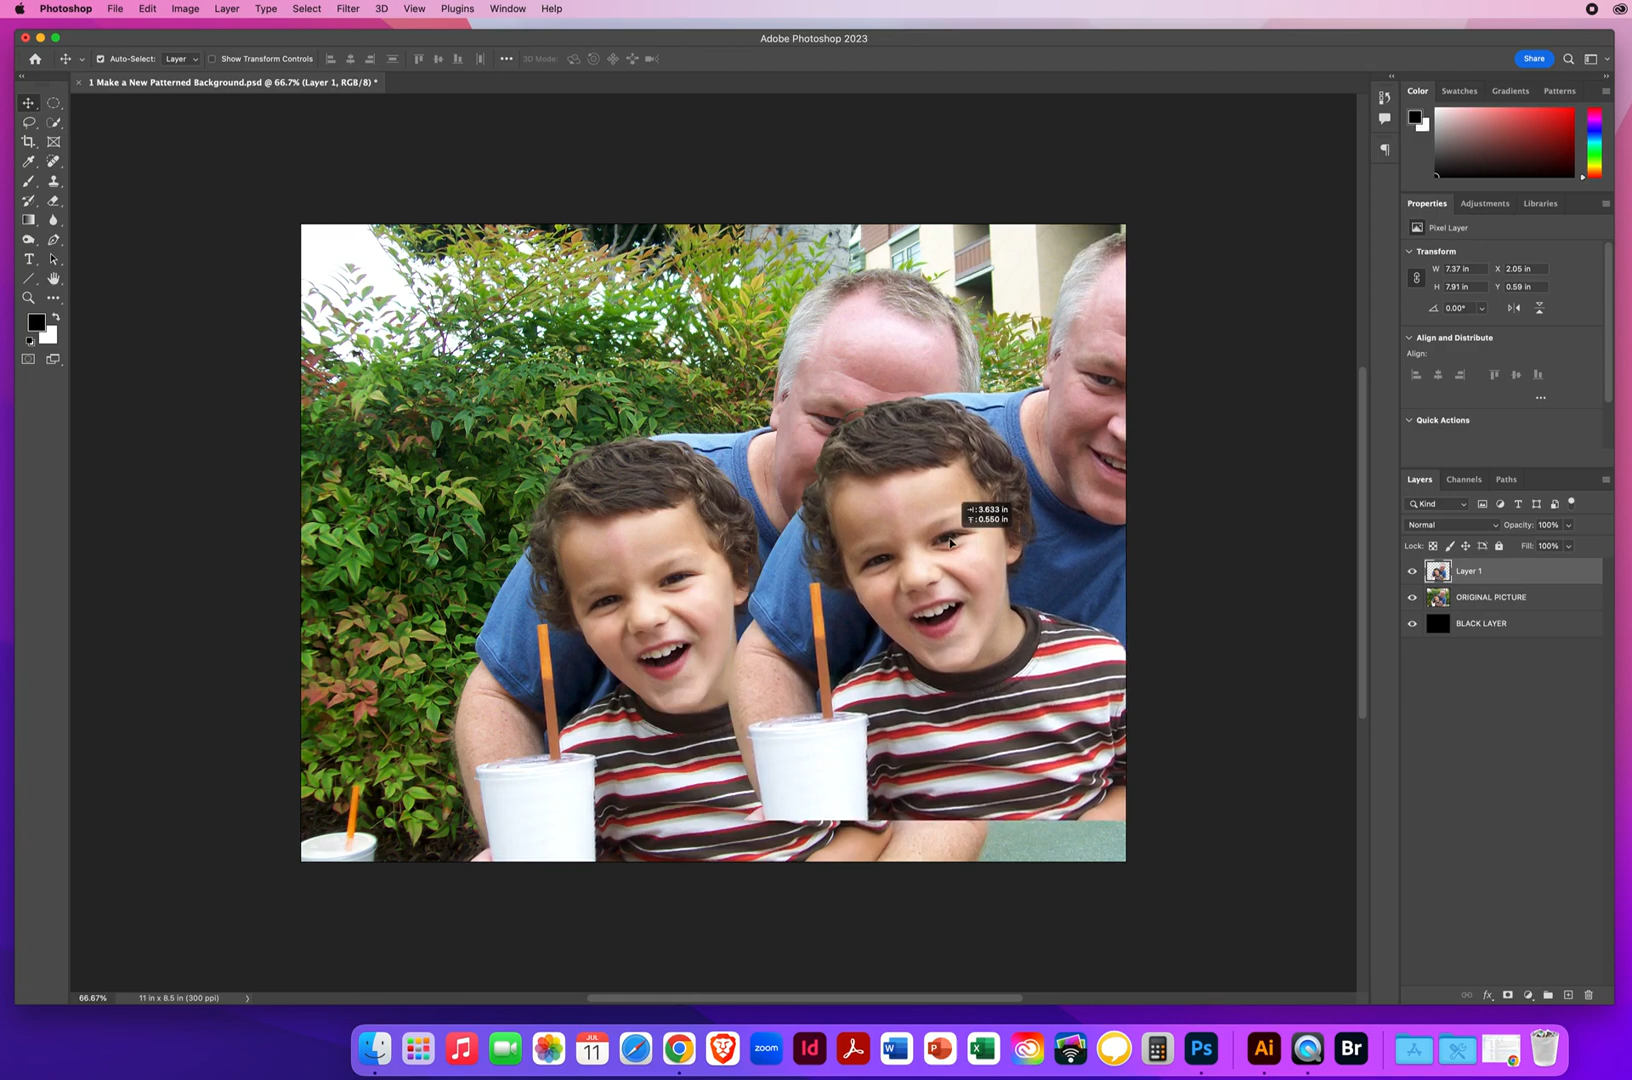 Photoshop File Edit Image Layer Type Select Filter 3D View Plugins Window Help
Adobe Photoshop 2023
Auto-Select: Layer Show Transform Controls 3D Mode: Share
1 Make a New Patterned Background.psd @ 66.7% (Layer 1, RGB/8) *
Color Swatches Gradients Patterns
Properties Adjustments Libraries
Pixel Layer
Transform
W 7.37 in X 2.05 in
H 7.91 in Y 0.59 in
0.00°
Align and Distribute
Align:
Quick Actions
Layers Channels Paths
Kind
Normal Opacity: 100%
Lock: Fill: 100%
Layer 1
ORIGINAL PICTURE
BLACK LAYER
3.633 in
0.550 in
66.67% 11 in x 8.5 in (300 ppi)
JUL
11
zoom
Id
W
P
X
Ps
Ai
Br